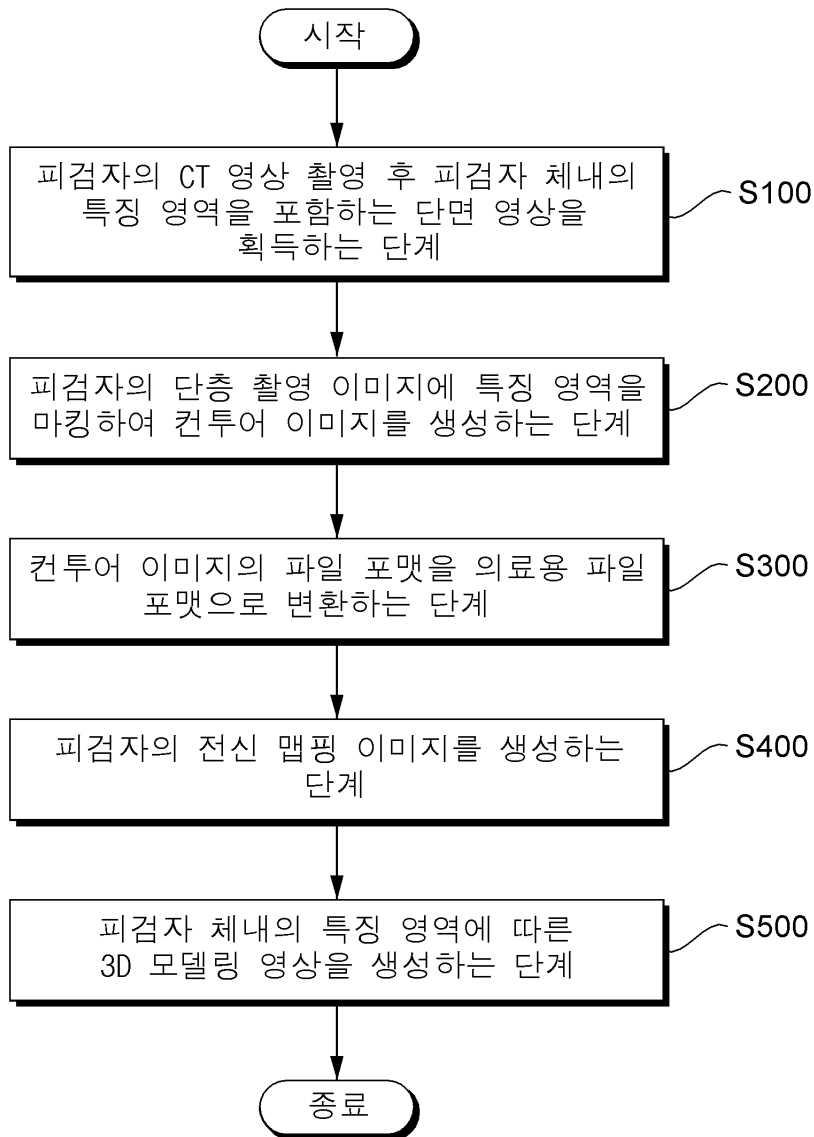 시작
피검자의 CT 영상 촬영 후 피검자 체내의
특징 영역을 포함하는 단면 영상을
획득하는 단계
S100
피검자의 단층 촬영 이미지에 특징 영역을
마킹하여 컨투어 이미지를 생성하는 단계
S200
컨투어 이미지의 파일 포맷을 의료용 파일
포맷으로 변환하는 단계
S300
피검자의 전신 맵핑 이미지를 생성하는
단계
S400
피검자 체내의 특징 영역에 따른
3D 모델링 영상을 생성하는 단계
S500
종료